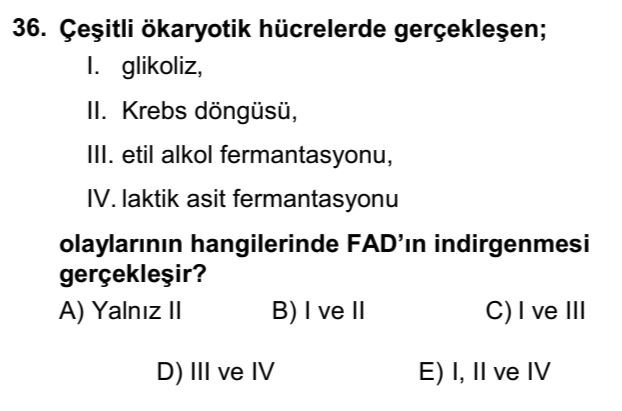 36. Çeşitli ökaryotik hücrelerde gerçekleşen;
I. glikoliz,
II. Krebs döngüsü,
III. etil alkol fermantasyonu,
IV. laktik asit fermantasyonu
olaylarının hangilerinde FAD’ın indirgenmesi
gerçekleşir?
A) Yalnız II B) I ve II C) I ve III
D) III ve IV E) I, II ve IV